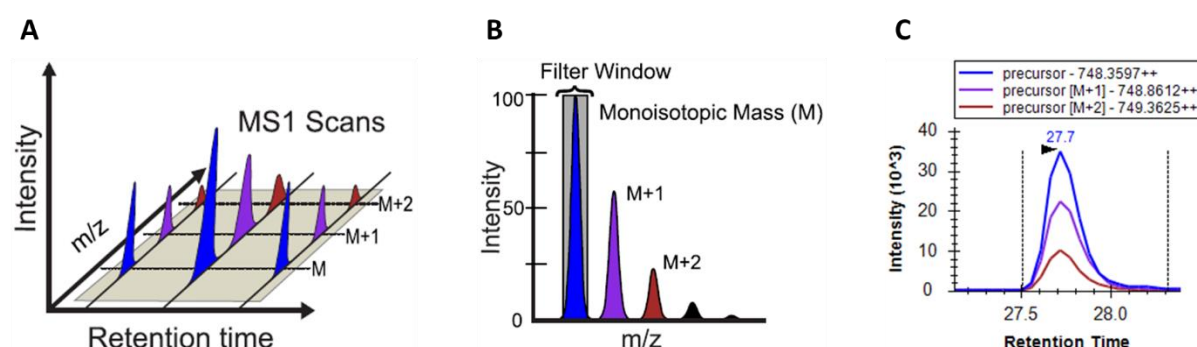 A
Intensity
m/z
MS1 Scans
M+2
M+1
M
Retention time
B
Filter Window
100
Monoisotopic Mass (M)
Intensity
50
M+1
M+2
0
m/z
C
precursor - 748.3597++
precursor [M+1] - 748.8612++
precursor [M+2] - 749.3625++
Intensity (10^3)
40
27.7
30
20
10
0
27.5
28.0
Retention Time